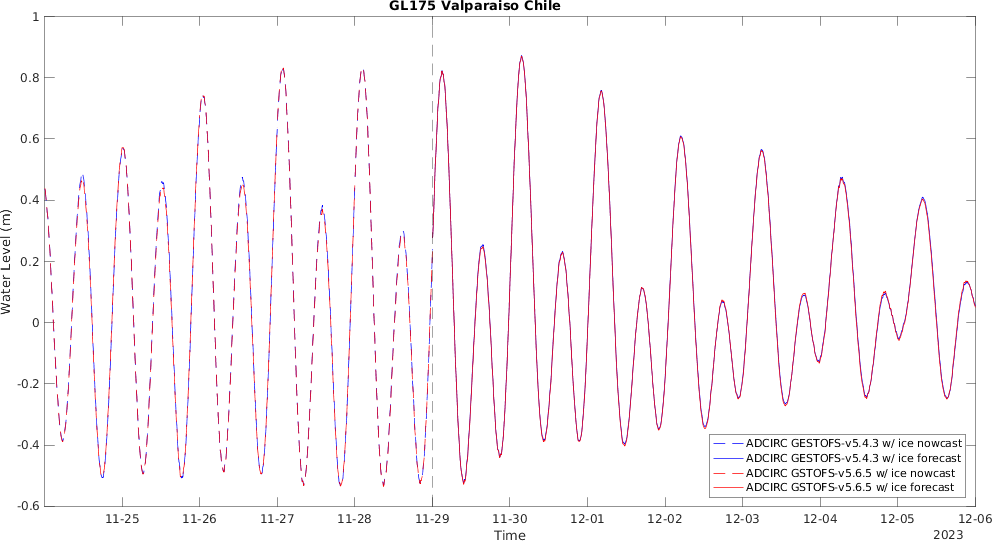 GL175 Valparaiso Chile
1
0.8
0.6
0.4
0.2
0
-0.2
-0.4
-0.6
Water Level (m)
11-25 11-26 11-27 11-28 11-29 11-30 12-01 12-02 12-03 12-04 12-05 12-06
Time
2023
ADCIRC GESTOFS-v5.4.3 w/ ice nowcast
ADCIRC GESTOFS-v5.4.3 w/ ice forecast
ADCIRC GSTOFS-v5.6.5 w/ ice nowcast
ADCIRC GSTOFS-v5.6.5 w/ ice forecast